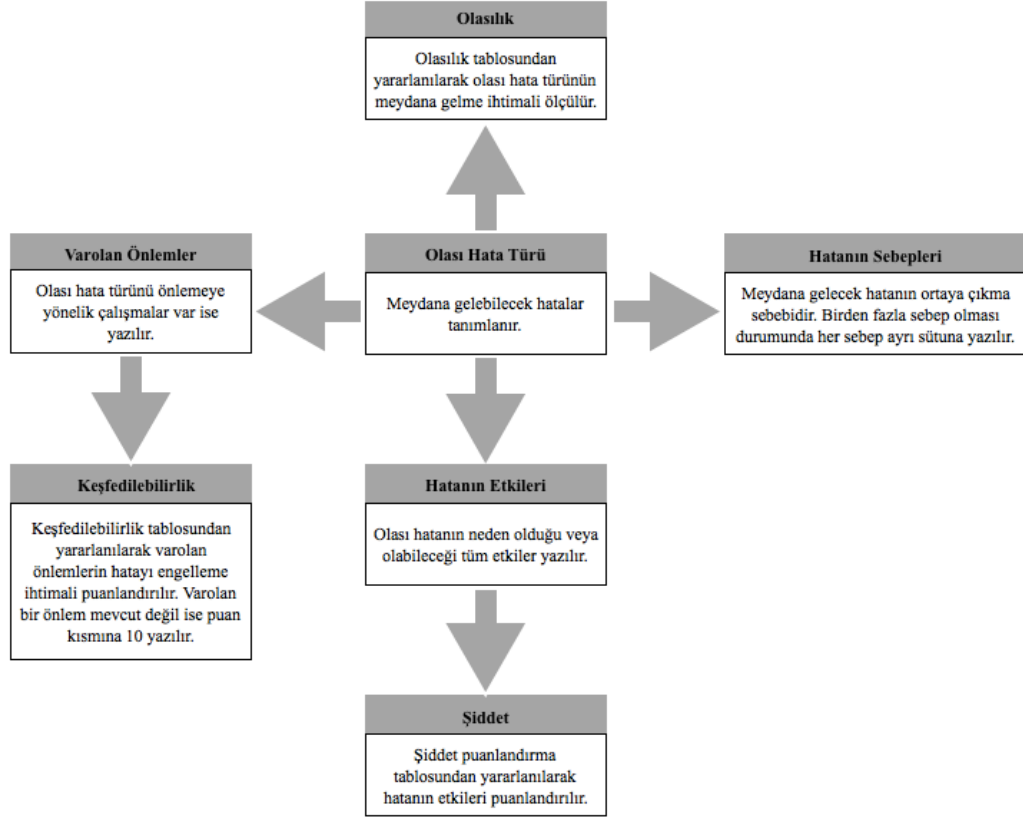 Olasılık
Olasılık tablosundan
yararlanılarak olası hata türünün
meydana gelme ihtimali ölçülür.
Varolan Önlemler
Olası hata türünü önlemeye
yönelik çalışmalar var ise
yazılır.
Olası Hata Türü
Meydana gelebilecek hatalar
tanımlanır.
Hatanın Sebepleri
Meydana gelecek hatanın ortaya çıkma
sebebidir. Birden fazla sebep olması
durumunda her sebep ayrı sütuna yazılır.
Keşfedilebilirlik
Keşfedilebilirlik tablosundan
yararlanılarak varolan
önlemlerin hatayı engelleme
ihtimali puanlandırılır. Varolan
bir önlem mevcut değil ise puan
kısmına 10 yazılır.
Hatanın Etkileri
Olası hatanın neden olduğu veya
olabileceği tüm etkiler yazılır.
Şiddet
Şiddet puanlandırma
tablosundan yararlanılarak
hatanın etkileri puanlandırılır.